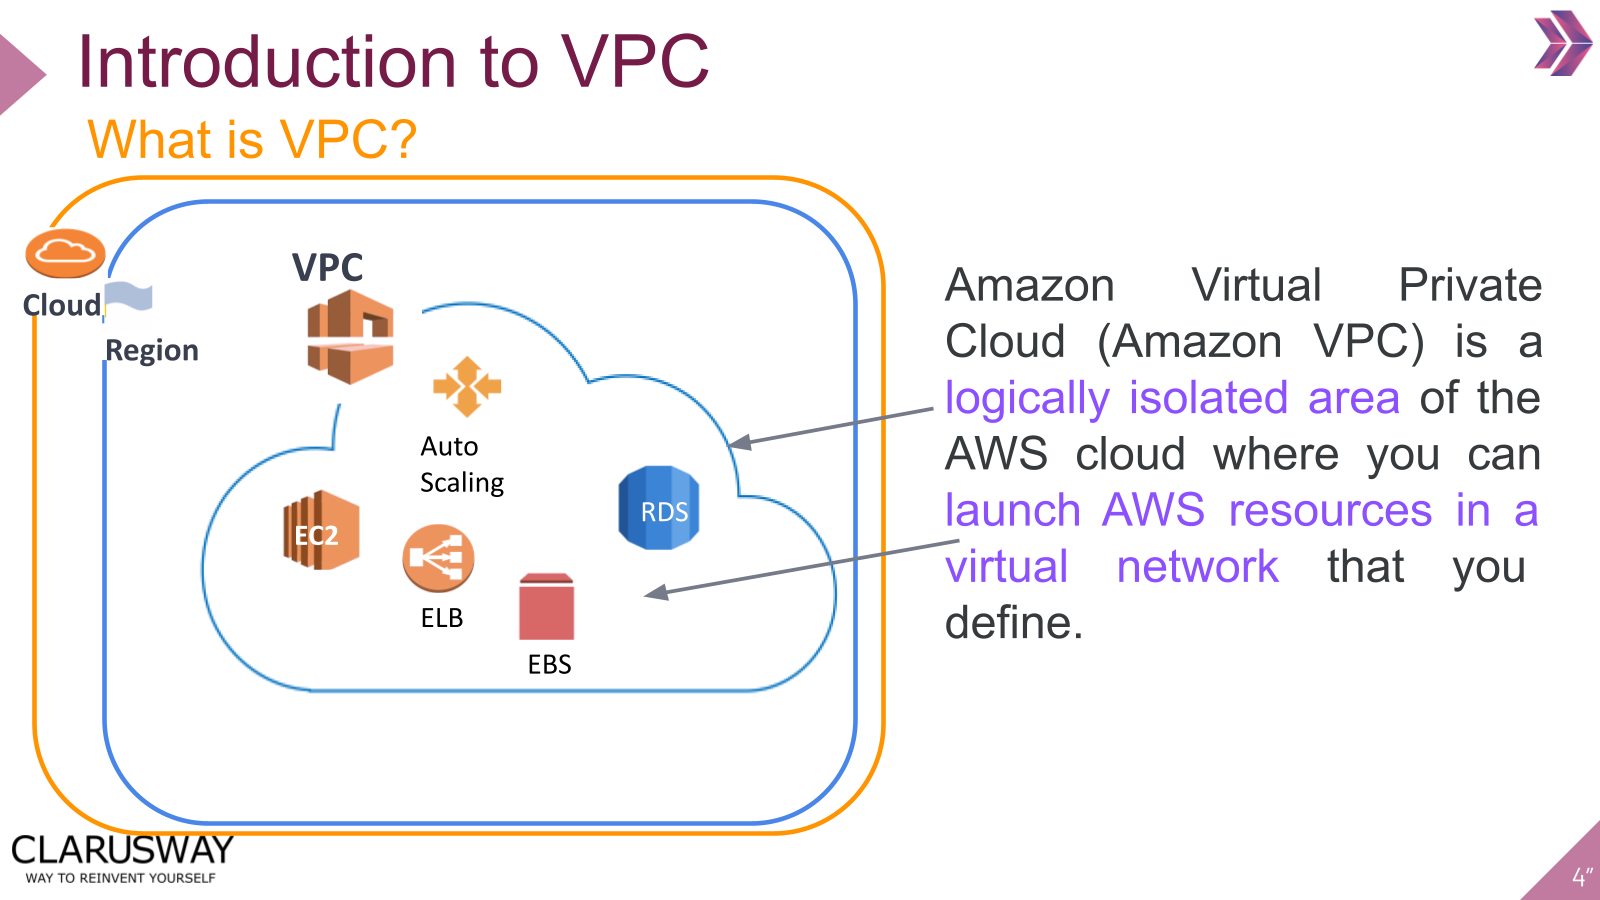 Introduction to VPC
What is VPC?
Cloud
Region
VPC
Auto
Scaling
EC2
ELB
EBS
RDS
Amazon Virtual Private
Cloud (Amazon VPC) is a
logically isolated area of the
AWS cloud where you can
launch AWS resources in a
virtual network that you
define.
CLARUSWAY
WAY TO REINVENT YOURSELF
4”